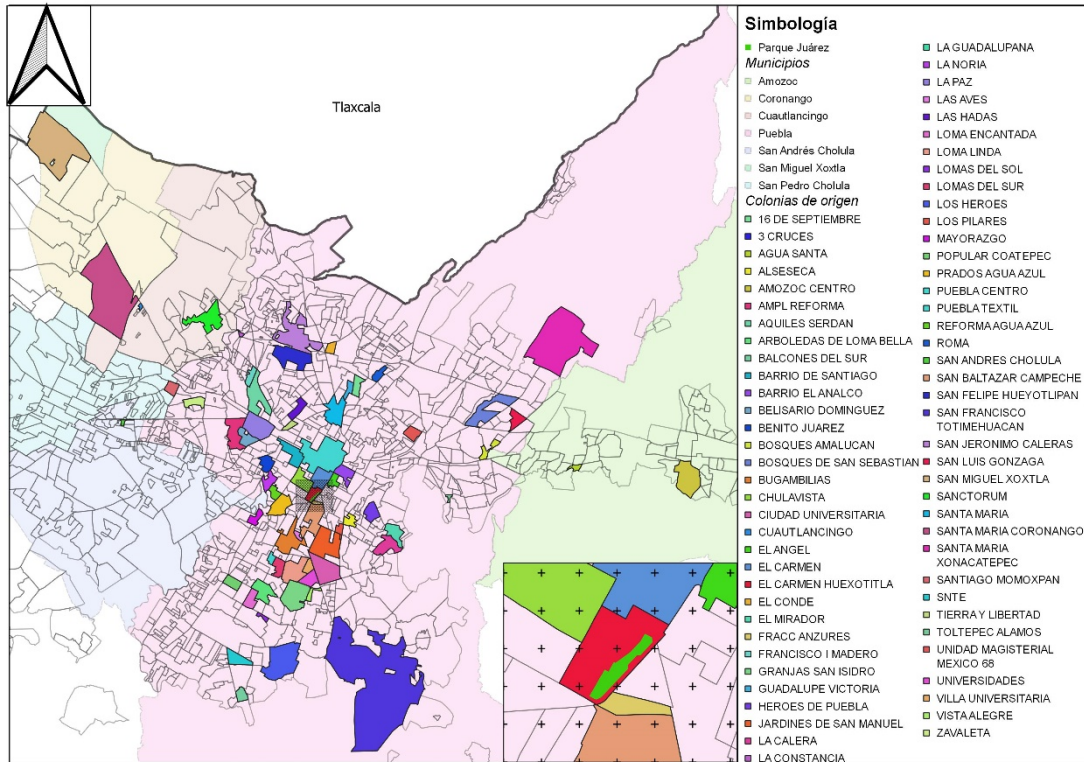 Tlaxcala
Simbología
Parque Juárez
Municipios
Amozoc
Coronango
Cuautlancingo
Puebla
San Andrés Cholula
San Miguel Xoxtla
San Pedro Cholula
Colonias de origen
16 DE SEPTIEMBRE
3 CRUCES
AGUA SANTA
ALSESECA
AMOZOC CENTRO
AMPL REFORMA
AQUILES SERDAN
ARBOLEDAS DE LOMA BELLA
BALCONES DEL SUR
BARRIO DE SANTIAGO
BARRIO EL ANALCO
BELISARIO DOMINGUEZ
BENITO JUAREZ
BOSQUES AMALUCAN
BOSQUES DE SAN SEBASTIAN
BUGAMBILIAS
CHULAVISTA
CIUDAD UNIVERSITARIA
CUAUTLANCINGO
EL ANGEL
EL CARMEN
EL CARMEN HUEXOTITLA
EL CONDE
EL MIRADOR
FRACC ANZURES
FRANCISCO I MADERO
GRANJAS SAN ISIDRO
GUADALUPE VICTORIA
HEROES DE PUEBLA
JARDINES DE SAN MANUEL
LA CALERA
LA CONSTANCIA
LA GUADALUPANA
LA NORIA
LA PAZ
LAS AVES
LAS HADAS
LOMA ENCANTADA
LOMA LINDA
LOMAS DEL SOL
LOMAS DEL SUR
LOS HEROES
LOS PILARES
MAYORAZGO
POPULAR COATEPEC
PRADOS AGUA AZUL
PUEBLA CENTRO
PUEBLA TEXTIL
REFORMA AGUA AZUL
ROMA
SAN ANDRES CHOLULA
SAN BALTAZAR CAMPECHE
SAN FELIPE HUEYOTLIPAN
SAN FRANCISCO
TOTIMEHUACAN
SAN JERONIMO CALERAS
SAN LUIS GONZAGA
SAN MIGUEL XOXTLA
SANCTORUM
SANTA MARIA
SANTA MARIA CORONANGO
SANTA MARIA
XONACATEPEC
SANTIAGO MOMOXPAN
SNTE
TIERRA Y LIBERTAD
TOLTEPEC ALAMOS
UNIDAD MAGISTERIAL
MEXICO 68
UNIVERSIDADES
VILLA UNIVERSITARIA
VISTA ALEGRE
ZAVALETA